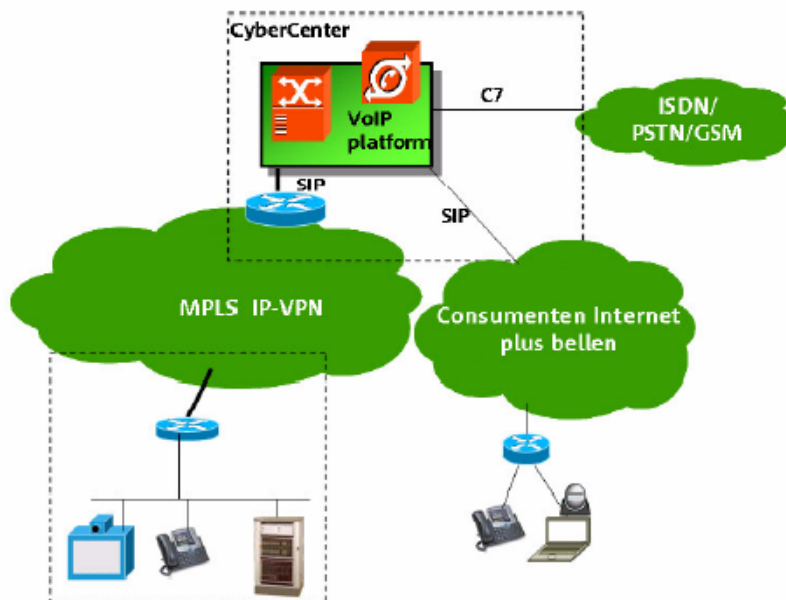 CyberCenter
VoIP
platform
C7
ISDN/
PSTN/GSM
SIP
SIP
MPLS IP-VPN
Consumenten Internet
plus bellen